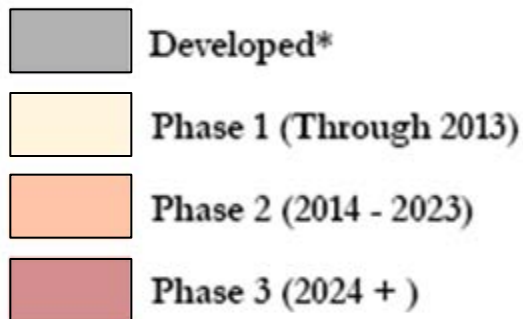 Developed*
Phase 1 (Through 2013)
Phase 2 (2014 - 2023)
Phase 3 (2024 + )